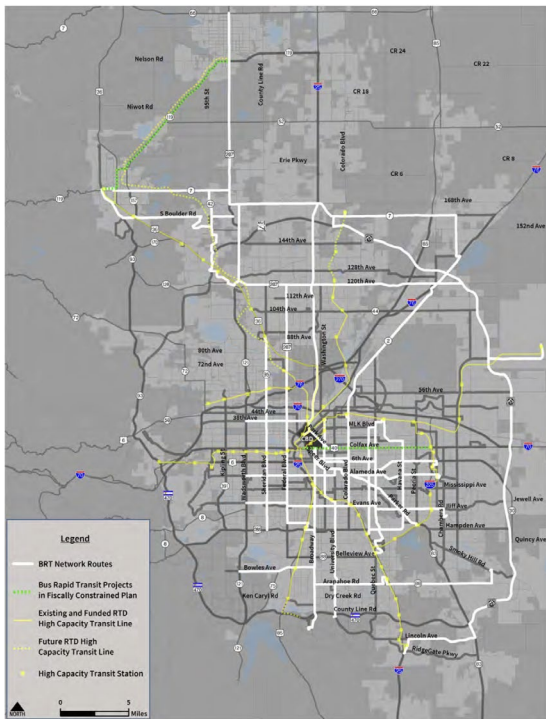 Nelson Rd
95th St
County Line Rd
Colorado Blvd
CR 24
CR 22
CR 18
Niwot Rd
Erie Pkwy
CR 6
CR 8
168th Ave
152nd Ave
S Boulder Rd
144th Ave
128th Ave
120th Ave
112th Ave
104th Ave
88th Ave
Washington St
80th Ave
72nd Ave
56th Ave
44th Ave
38th Ave
MLK Blvd
CBD
Colfax Ave
6th Ave
Alameda Ave
Wadsworth Blvd
Sheridan Blvd
Federal Blvd
Colorado Blvd
Havana St
Peoria St
Mississippi Ave
Jewell Ave
Evans Ave
Iliff Ave
Chambers Rd
Parker Rd
Hampden Ave
Quincy Ave
Broadway
University Blvd
Belleview Ave
Quebec St
Smoky Hill Rd
Bowles Ave
Arapahoe Rd
Ken Caryl Rd
Dry Creek Rd
County Line Rd
Lincoln Ave
RidgeGate Pkwy
Legend
BRT Network Routes
Bus Rapid Transit Projects
in Fiscally Constrained Plan
Existing and Funded RTD
High Capacity Transit Line
Future RTD High
Capacity Transit Line
High Capacity Transit Station
NORTH
0 5
Miles